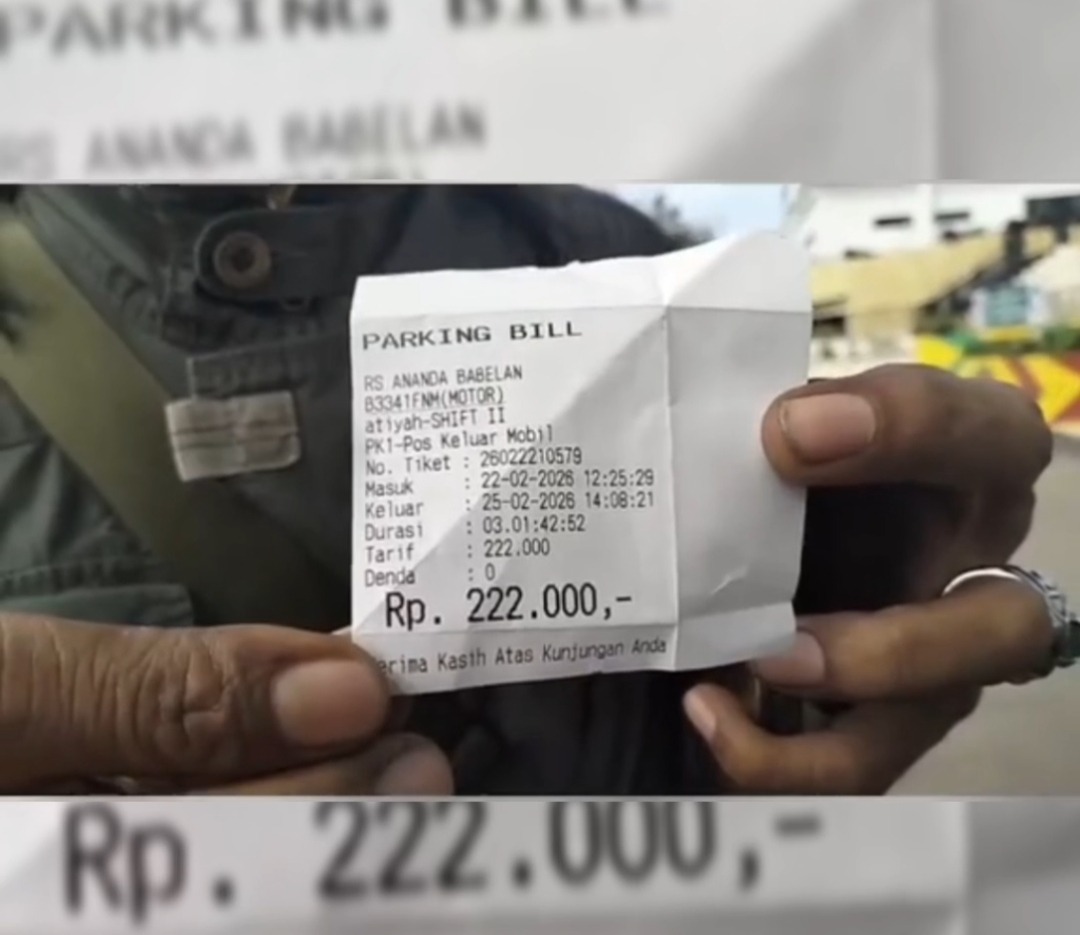 PARKING BILL
RS ANANDA BABELAN
PARKING BILL
RS ANANDA BABELAN
B3341FNM(MOTOR)
atiyah-SHIFT II
PK1-Pos Keluar Mobil
No. Tiket : 26022210579
Masuk : 22-02-2026 12:25:29
Keluar : 25-02-2026 14:08:21
Durasi : 03.01:42:52
Tarif : 222.000
Denda : 0
Rp. 222.000,-
erima Kasih Atas Kunjungan Anda
Rp. 222.000,-